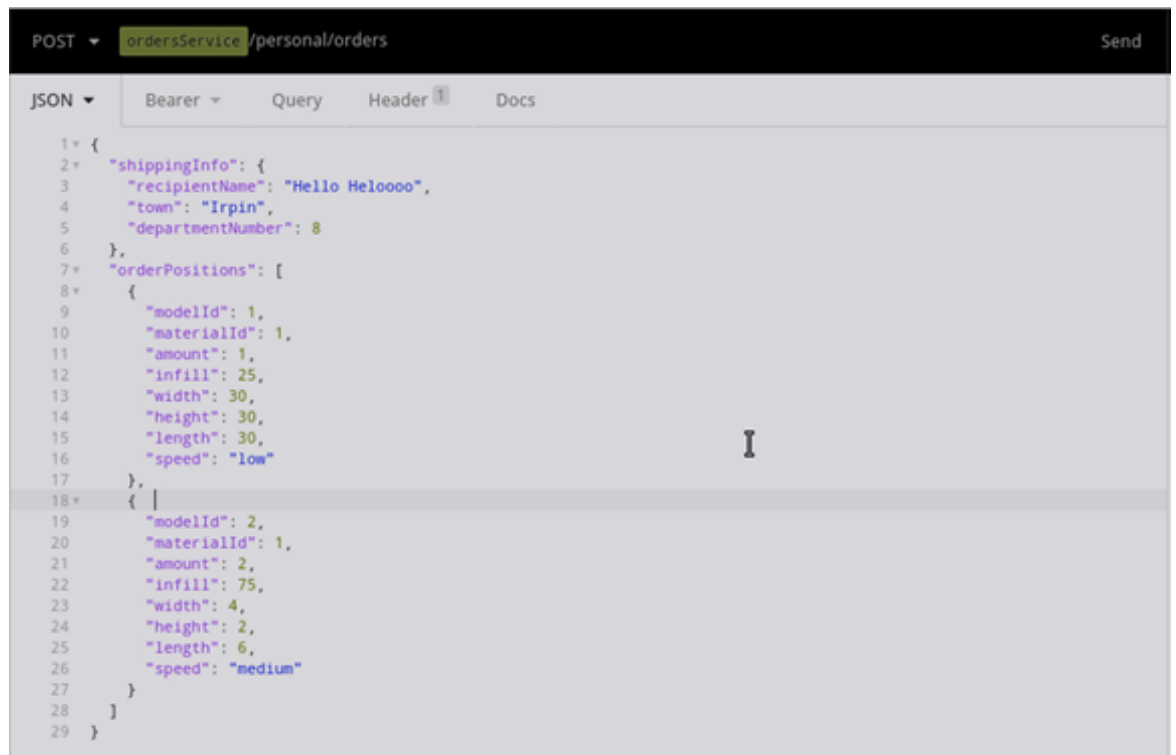 POST ordersService /personal/orders Send
JSON Bearer Query Header 1 Docs
1 {
2 "shippingInfo": {
3 "recipientName": "Hello Heloooo",
4 "town": "Irpin",
5 "departmentNumber": 8
6 },
7 "orderPositions": [
8 {
9 "modelId": 1,
10 "materialId": 1,
11 "amount": 1,
12 "infill": 25,
13 "width": 30,
14 "height": 30,
15 "length": 30,
16 "speed": "low"
17 },
18 {
19 "modelId": 2,
20 "materialId": 1,
21 "amount": 2,
22 "infill": 75,
23 "width": 4,
24 "height": 2,
25 "length": 6,
26 "speed": "medium"
27 }
28 ]
29 }